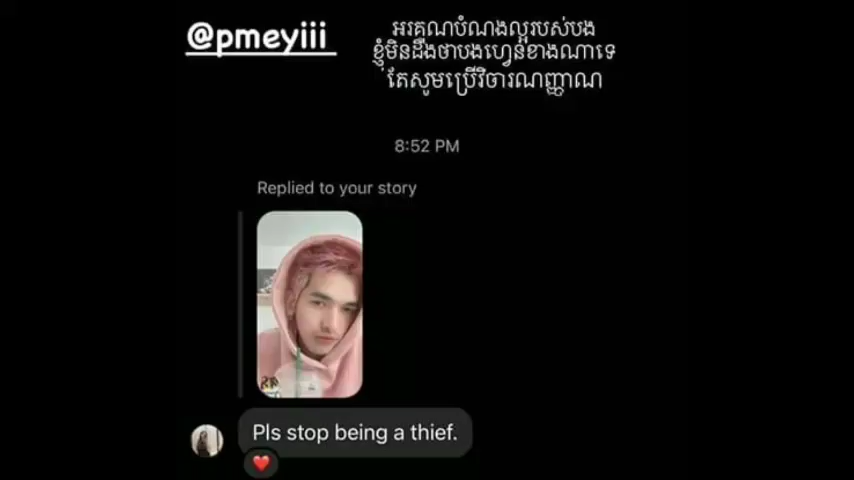 @pmeyiii
អរគុណបំណងល្អរបស់បង
ខ្ញុំមិនដឹងថាបងហ្វេនខាងណាទេ
តែសូមប្រើវិចារណញ្ញាណ
8:52 PM
Replied to your story
Pls stop being a thief.